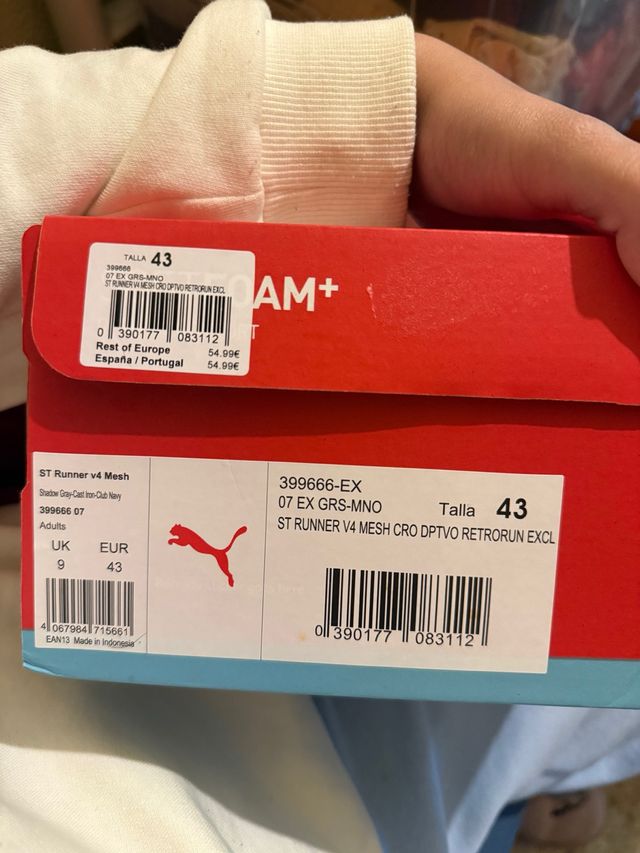 TALLA 43
399666
07 EX GRS-MNO
ST RUNNER V4 MESH CRO DPTVO RETRORUN EXCL
0 390177 083112
Rest of Europe 54.99€
España / Portugal 54.99€
AM+
T
ST Runner v4 Mesh
Shadow Gray-Cast Iron-Club Navy
399666 07
Adults
UK EUR
9 43
4 067984 715661
EAN13 Made in Indonesia
399666-EX
07 EX GRS-MNO Talla 43
ST RUNNER V4 MESH CRO DPTVO RETRORUN EXCL
0 390177 083112